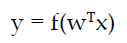 y = f(wᵀx)